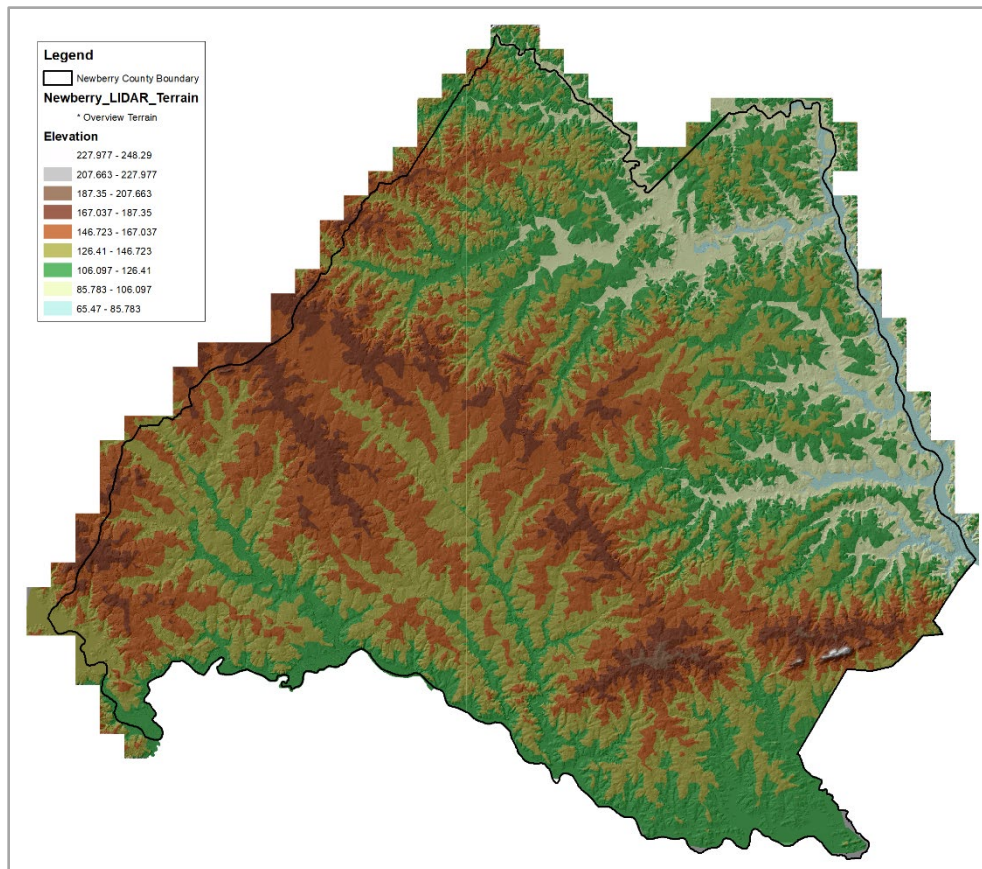 Legend
Newberry County Boundary
Newberry_LIDAR_Terrain
* Overview Terrain
Elevation
227.977 - 248.29
207.663 - 227.977
187.35 - 207.663
167.037 - 187.35
146.723 - 167.037
126.41 - 146.723
106.097 - 126.41
85.783 - 106.097
65.47 - 85.783